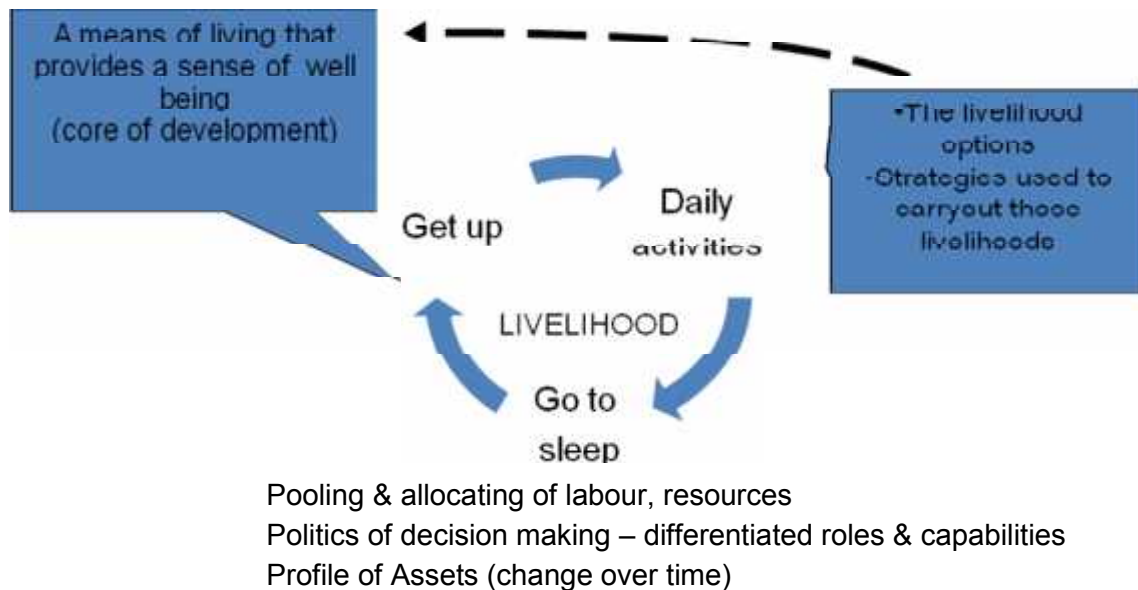 A means of living that
provides a sense of well
being
(core of development)
-The livelihood
options
-Strategies used to
carryout those
livelihoods
Get up
Daily
activities
LIVELIHOOD
Go to
sleep
Pooling & allocating of labour, resources
Politics of decision making – differentiated roles & capabilities
Profile of Assets (change over time)